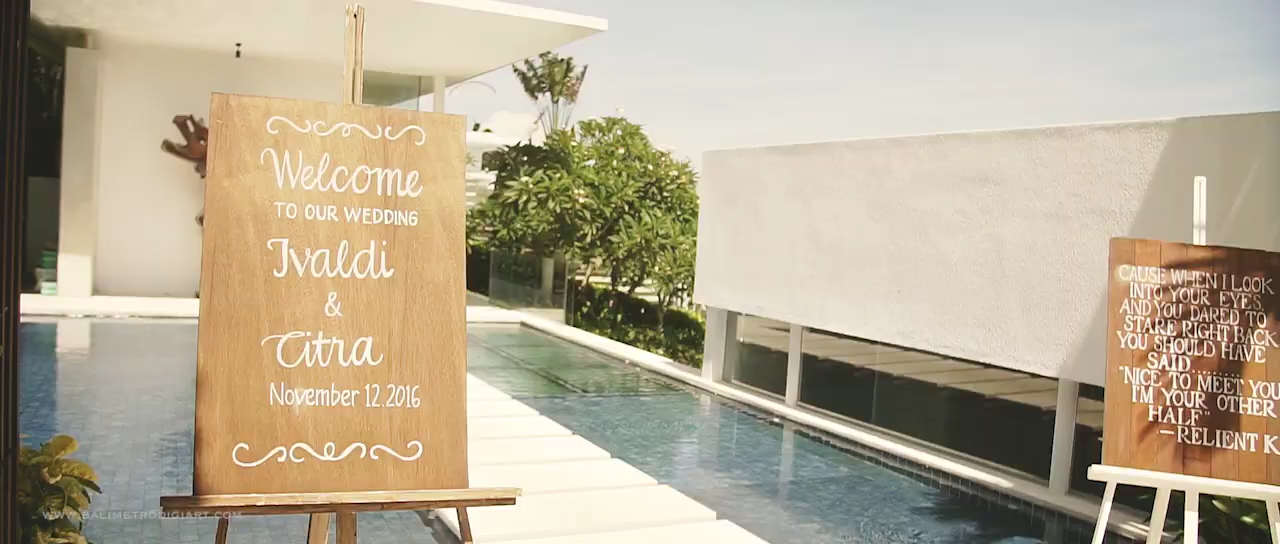 Welcome
TO OUR WEDDING
Ivaldi
&
Citra
November 12.2016
CAUSE WHEN I LOOK
INTO YOUR EYES
AND YOU DARED TO
STARE RIGHT BACK
YOU SHOULD HAVE
SAID..........
"NICE TO MEET YOU
I'M YOUR OTHER
HALF"
—RELIENT K
WWW.BALIMETRODIGIART.COM